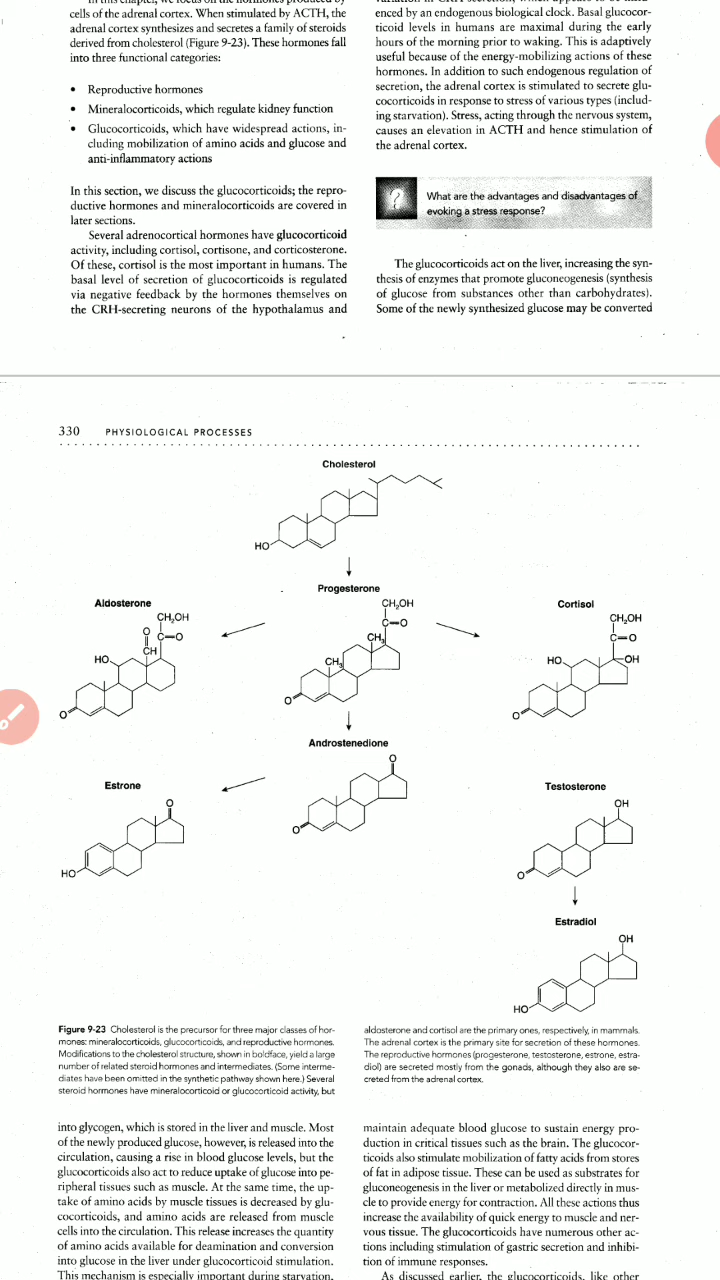 cells of the adrenal cortex. When stimulated by ACTH, the
adrenal cortex synthesizes and secretes a family of steroids
derived from cholesterol (Figure 9-23). These hormones fall
into three functional categories:
• Reproductive hormones
• Mineralocorticoids, which regulate kidney function
• Glucocorticoids, which have widespread actions, in-
cluding mobilization of amino acids and glucose and
anti-inflammatory actions
In this section, we discuss the glucocorticoids; the repro-
ductive hormones and mineralocorticoids are covered in
later sections.
Several adrenocortical hormones have glucocorticoid
activity, including cortisol, cortisone, and corticosterone.
Of these, cortisol is the most important in humans. The
basal level of secretion of glucocorticoids is regulated
via negative feedback by the hormones themselves on
the CRH-secreting neurons of the hypothalamus and
enced by an endogenous biological clock. Basal glucocor-
ticoid levels in humans are maximal during the early
hours of the morning prior to waking. This is adaptively
useful because of the energy-mobilizing actions of these
hormones. In addition to such endogenous regulation of
secretion, the adrenal cortex is stimulated to secrete glu-
cocorticoids in response to stress of various types (includ-
ing starvation). Stress, acting through the nervous system,
causes an elevation in ACTH and hence stimulation of
the adrenal cortex.
?
What are the advantages and disadvantages of
evoking a stress response?
The glucocorticoids act on the liver, increasing the syn-
thesis of enzymes that promote gluconeogenesis (synthesis
of glucose from substances other than carbohydrates).
Some of the newly synthesized glucose may be converted
330 PHYSIOLOGICAL PROCESSES
Cholesterol
HO
Progesterone
CH₂OH
C=O
CH₃
CH₃
O
Aldosterone
CH₂OH
O
C=O
CH
HO
O
Cortisol
CH₂OH
C=O
HO
OH
O
Androstenedione
O
O
Estrone
O
HO
Testosterone
OH
O
Estradiol
OH
HO
Figure 9-23 Cholesterol is the precursor for three major classes of hor-
mones: mineralocorticoids, glucocorticoids, and reproductive hormones.
Modifications to the cholesterol structure, shown in boldface, yield a large
number of related steroid hormones and intermediates. (Some interme-
diates have been omitted in the synthetic pathway shown here.) Several
steroid hormones have mineralocorticoid or glucocorticoid activity, but
aldosterone and cortisol are the primary ones, respectively, in mammals.
The adrenal cortex is the primary site for secretion of these hormones.
The reproductive hormones (progesterone, testosterone, estrone, estra-
diol) are secreted mostly from the gonads, although they also are se-
creted from the adrenal cortex.
into glycogen, which is stored in the liver and muscle. Most
of the newly produced glucose, however, is released into the
circulation, causing a rise in blood glucose levels, but the
glucocorticoids also act to reduce uptake of glucose into pe-
ripheral tissues such as muscle. At the same time, the up-
take of amino acids by muscle tissues is decreased by glu-
cocorticoids, and amino acids are released from muscle
cells into the circulation. This release increases the quantity
of amino acids available for deamination and conversion
into glucose in the liver under glucocorticoid stimulation.
This mechanism is especially important during starvation,
maintain adequate blood glucose to sustain energy pro-
duction in critical tissues such as the brain. The glucocor-
ticoids also stimulate mobilization of fatty acids from stores
of fat in adipose tissue. These can be used as substrates for
gluconeogenesis in the liver or metabolized directly in mus-
cle to provide energy for contraction. All these actions thus
increase the availability of quick energy to muscle and ner-
vous tissue. The glucocorticoids have numerous other ac-
tions including stimulation of gastric secretion and inhibi-
tion of immune responses.
As discussed earlier, the glucocorticoids, like other